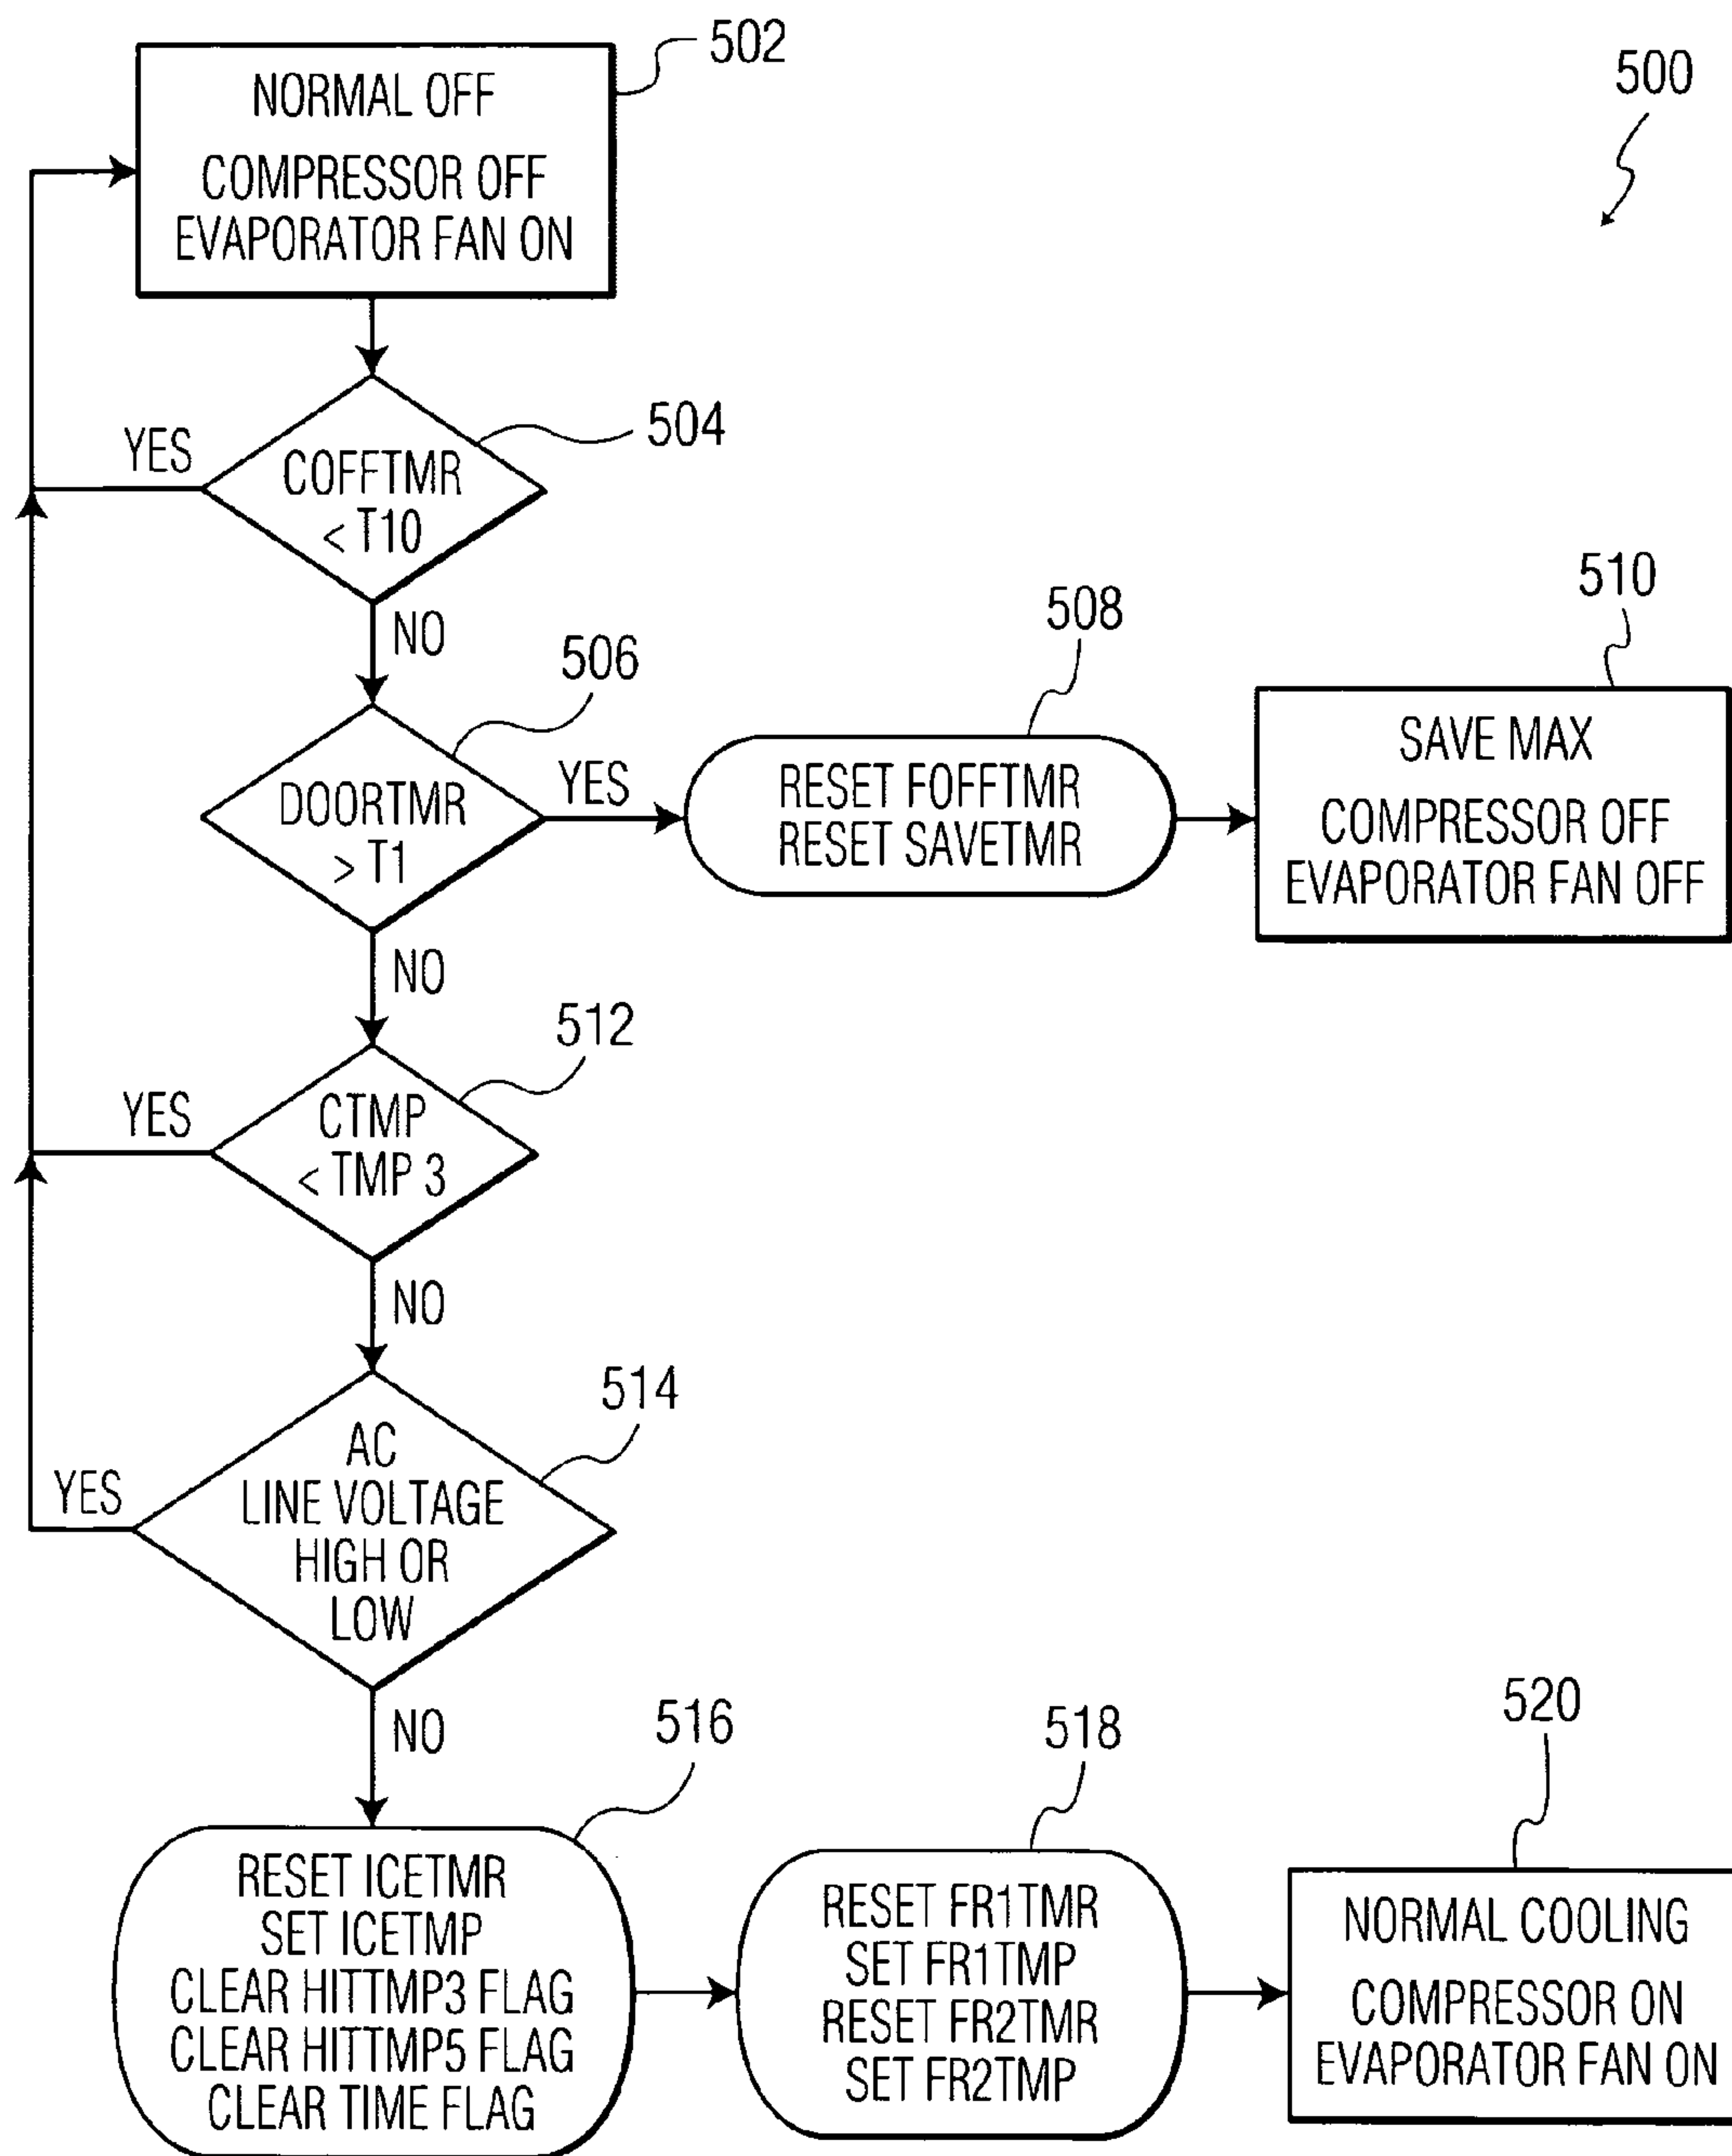 502
500
NORMAL OFF
COMPRESSOR OFF
EVAPORATOR FAN ON
504
YES
COFFTMR
< T10
NO
506
508
510
DOORTMR
> T1
YES
RESET FOFFTMR
RESET SAVETMR
SAVE MAX
COMPRESSOR OFF
EVAPORATOR FAN OFF
NO
512
YES
CTMP
< TMP 3
NO
514
YES
AC
LINE VOLTAGE
HIGH OR
LOW
NO
516
518
520
RESET ICETMR
SET ICETMP
CLEAR HITTMP3 FLAG
CLEAR HITTMP5 FLAG
CLEAR TIME FLAG
RESET FR1TMR
SET FR1TMP
RESET FR2TMR
SET FR2TMP
NORMAL COOLING
COMPRESSOR ON
EVAPORATOR FAN ON